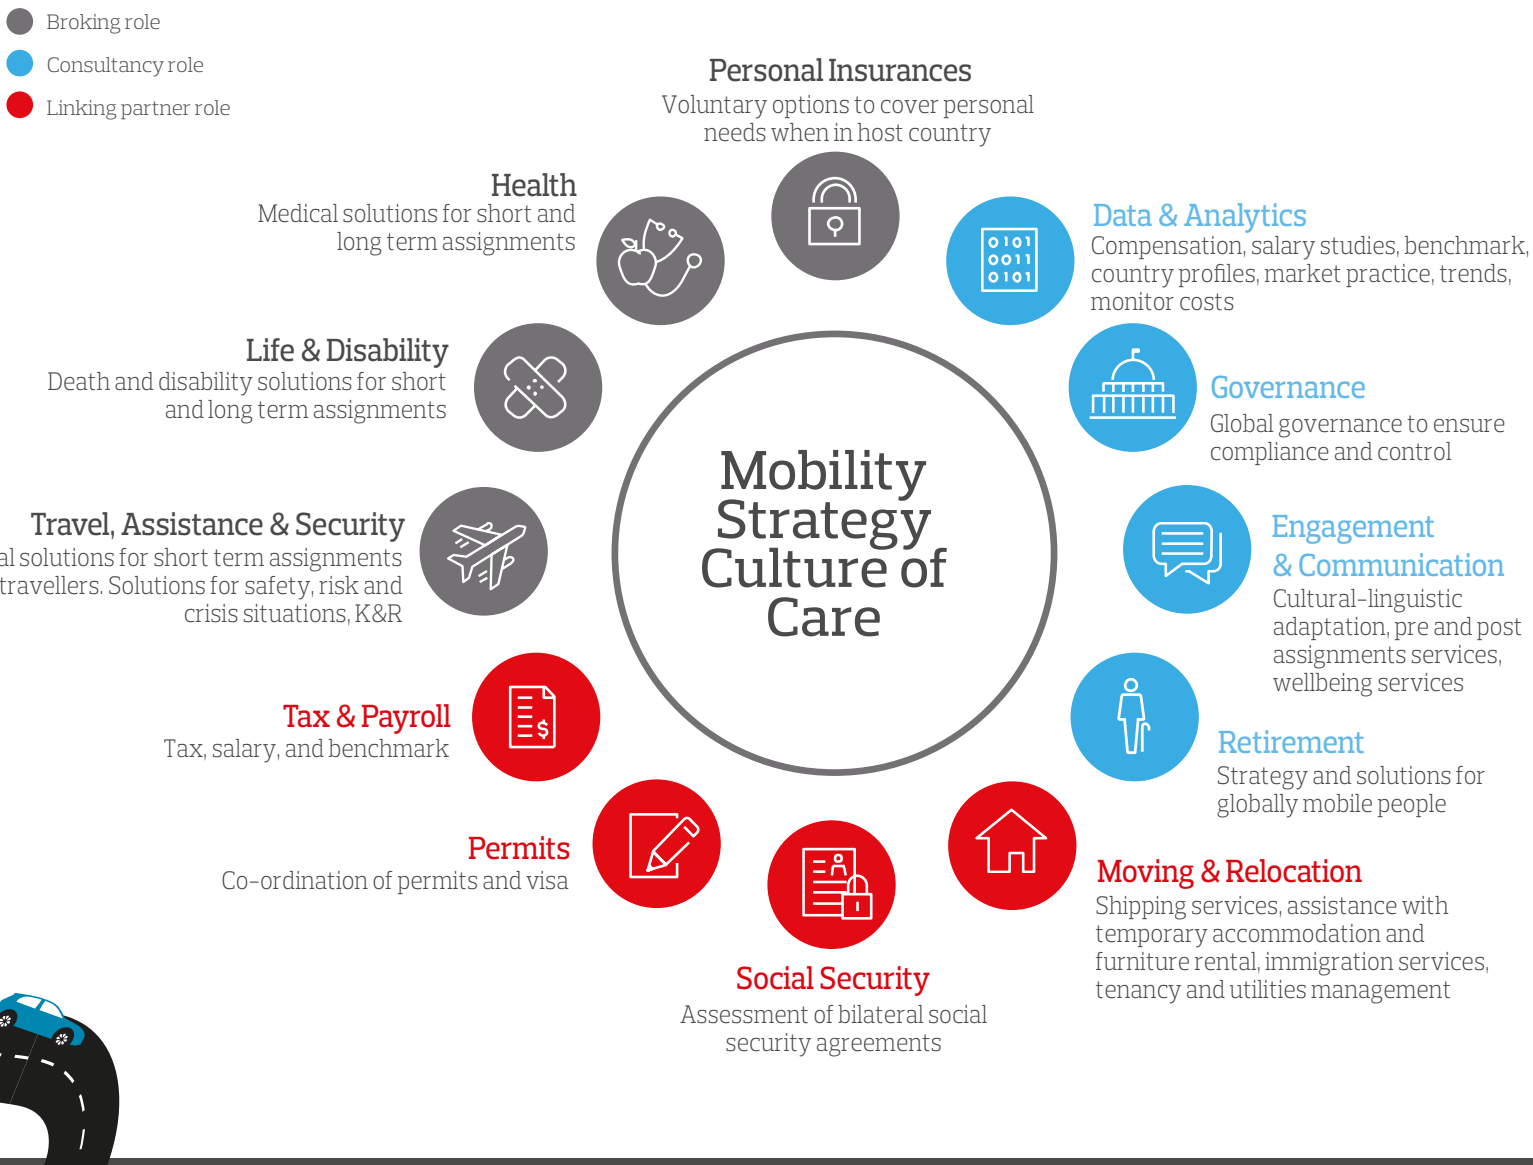 Broking role
Consultancy role
Linking partner role
Personal Insurances
Voluntary options to cover personal
needs when in host country
Health
Medical solutions for short and
long term assignments
Data & Analytics
Compensation, salary studies, benchmark,
country profiles, market practice, trends,
monitor costs
Life & Disability
Death and disability solutions for short
and long term assignments
Governance
Global governance to ensure
compliance and control
Mobility
Strategy
Culture of
Care
Travel, Assistance & Security
solutions for short term assignments
travellers. Solutions for safety, risk and
crisis situations, K&R
Engagement
& Communication
Cultural-linguistic
adaptation, pre and post
assignments services,
wellbeing services
Tax & Payroll
Tax, salary, and benchmark
Retirement
Strategy and solutions for
globally mobile people
Permits
Co-ordination of permits and visa
Moving & Relocation
Shipping services, assistance with
temporary accommodation and
furniture rental, immigration services,
tenancy and utilities management
Social Security
Assessment of bilateral social
security agreements
0101
0011
0101
$